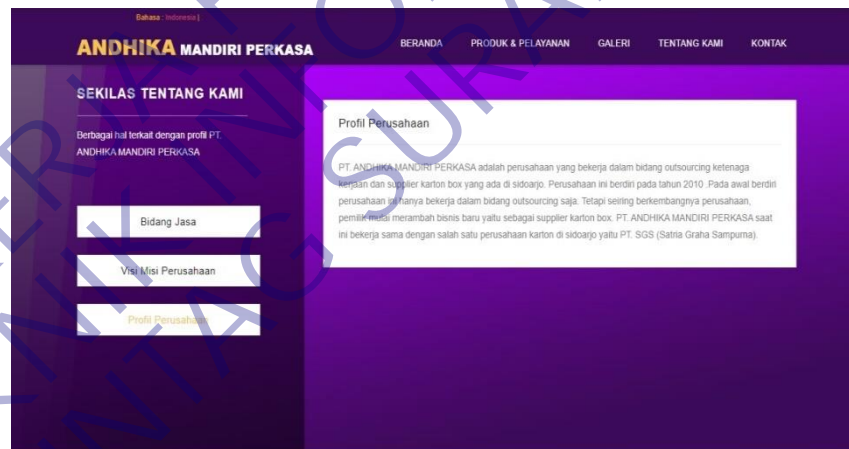 Bahasa : Indonesia |
ANDHIKA MANDIRI PERKASA
BERANDA PRODUK & PELAYANAN GALERI TENTANG KAMI KONTAK
SEKILAS TENTANG KAMI
Berbagai hal terkait dengan profil PT.
ANDHIKA MANDIRI PERKASA
Bidang Jasa
Visi Misi Perusahaan
Profil Perusahaan
Profil Perusahaan
PT. ANDHIKA MANDIRI PERKASA adalah perusahaan yang bekerja dalam bidang outsourcing ketenaga
kerjaan dan supplier karton box yang ada di sidoarjo. Perusahaan ini berdiri pada tahun 2010 .Pada awal berdiri
perusahaan ini hanya bekerja dalam bidang outsourcing saja. Tetapi seiring berkembangnya perusahaan,
pemilik mulai merambah bisnis baru yaitu sebagai supplier karton box. PT. ANDHIKA MANDIRI PERKASA saat
ini bekerja sama dengan salah satu perusahaan karton di sidoarjo yaitu PT. SGS (Satria Graha Sampurna).